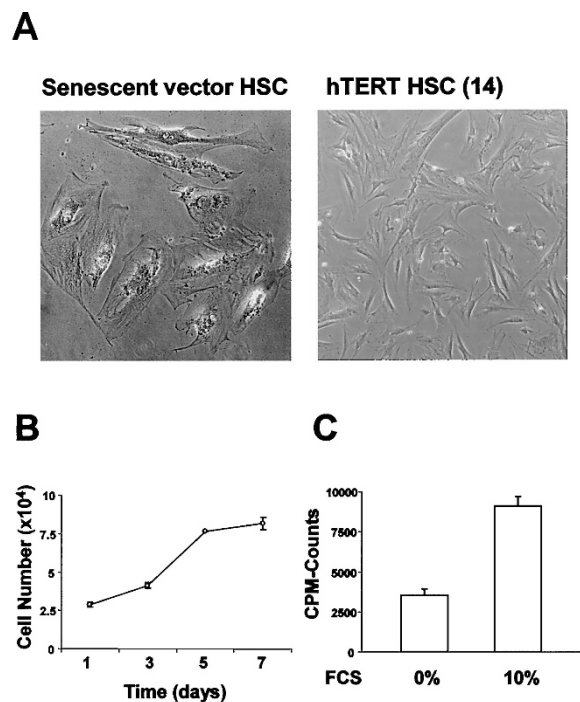 A
Senescent vector HSC
hTERT HSC (14)
B
Cell Number (x10⁴)
10
7.5
5
2.5
1 3 5 7
Time (days)
C
CPM-Counts
10000
7500
5000
2500
0
FCS 0% 10%